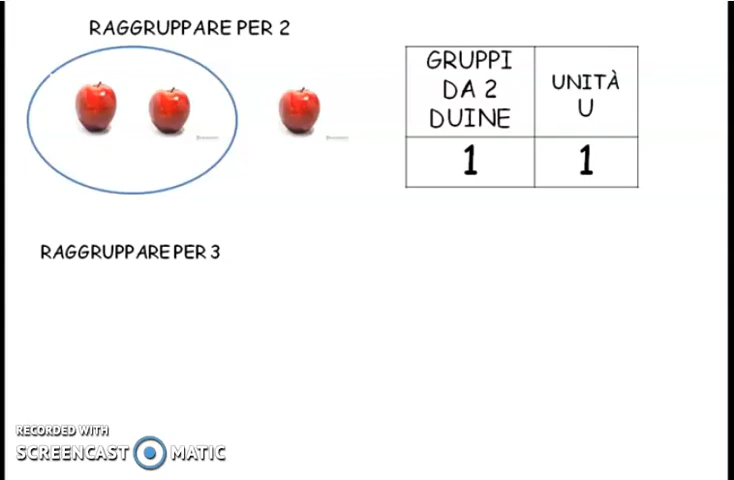 RAGGRUPPARE PER 2
GRUPPI
DA 2
DUINE
UNITÀ
U
1
1
RAGGRUPPARE PER 3
RECORDED WITH
SCREENCAST MATIC